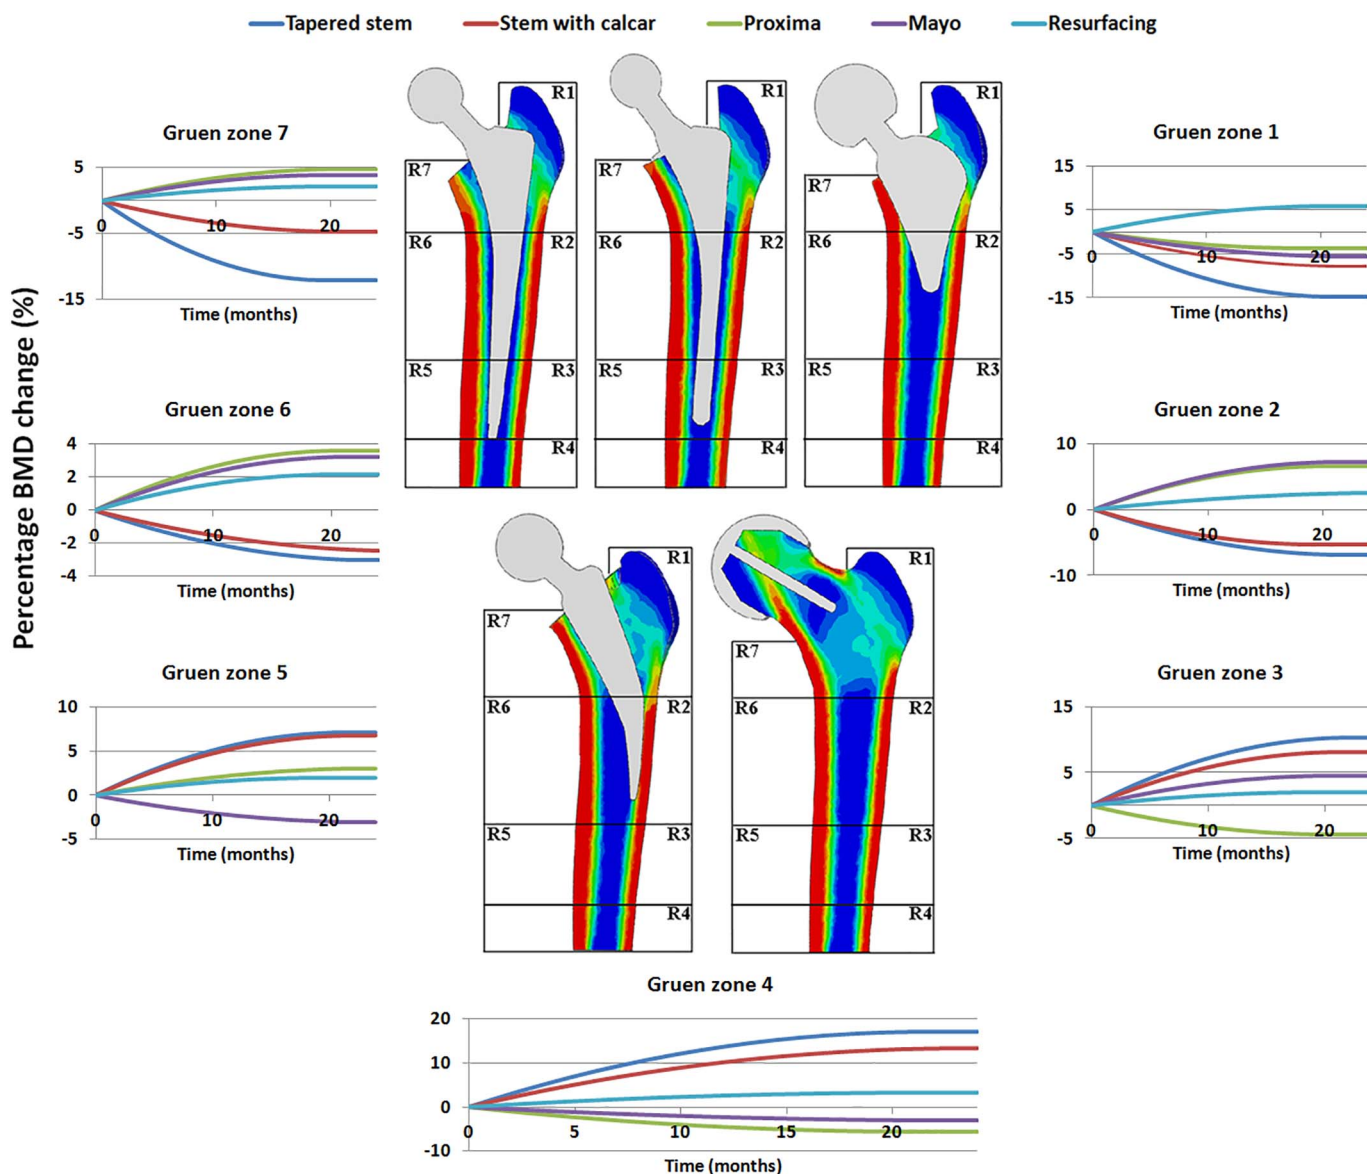 Tapered stem Stem with calcar Proxima Mayo Resurfacing
Percentage BMD change (%)
Gruen zone 7
5
0 10 20
-5
-15
Time (months)
Gruen zone 6
4
2
0
0 10 20
-2
-4
Time (months)
Gruen zone 5
10
5
0
0 10 20
-5
Time (months)
R1
R7
R6 R2
R5 R3
R4
R1
R7
R6 R2
R5 R3
R4
R1
R7
R6 R2
R5 R3
R4
R1
R7
R6 R2
R5 R3
R4
R1
R7
R6 R2
R5 R3
R4
Gruen zone 1
15
5
0 10 20
-5
-15
Time (months)
Gruen zone 2
10
0
0 10 20
-10
Time (months)
Gruen zone 3
15
5
0 10 20
-5
Time (months)
Gruen zone 4
20
10
0
0 5 10 15 20
-10
Time (months)